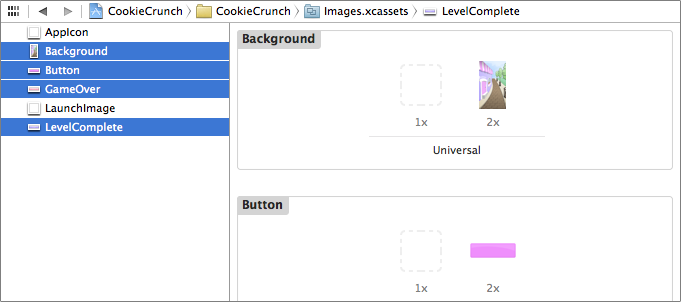 CookieCrunch CookieCrunch Images.xcassets LevelComplete
AppIcon
Background
Button
GameOver
LaunchImage
LevelComplete
Background
1x 2x
Universal
Button
1x 2x